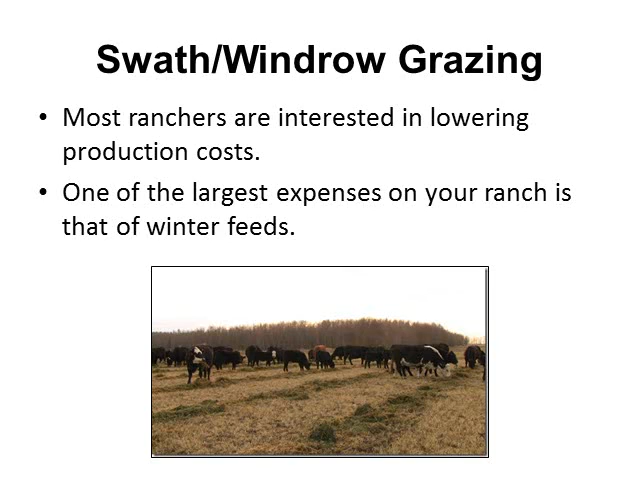 Swath/Windrow Grazing
• Most ranchers are interested in lowering
production costs.
• One of the largest expenses on your ranch is
that of winter feeds.